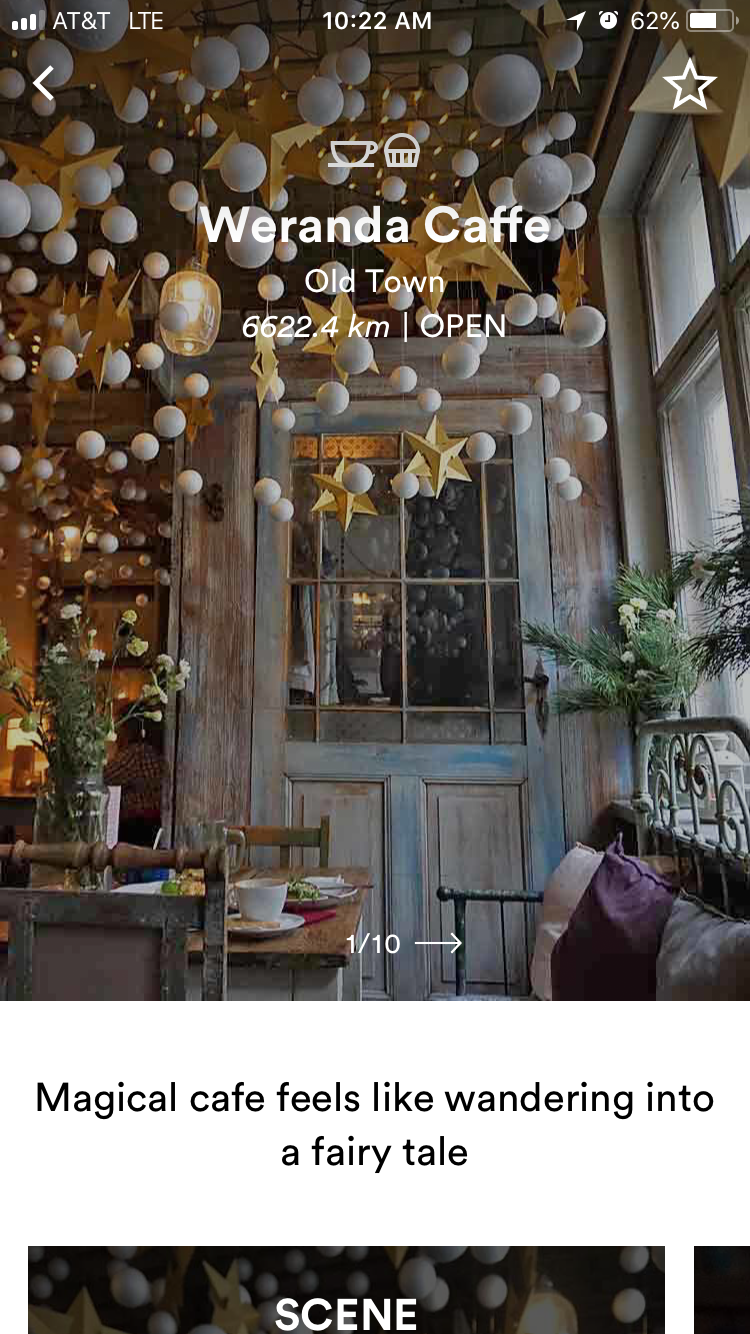 AT&T LTE 10:22 AM 62%
Weranda Caffe
Old Town
6622.4 km | OPEN
1/10
Magical cafe feels like wandering into
a fairy tale
SCENE